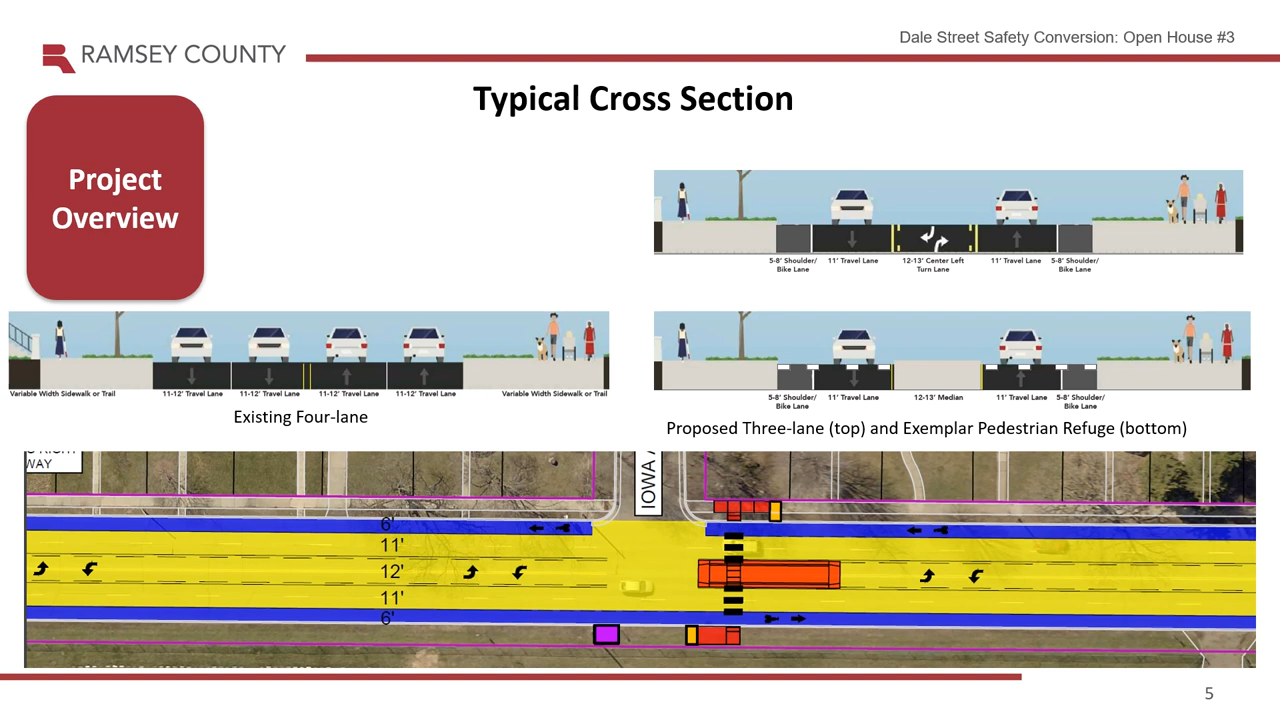 RAMSEY COUNTY
Dale Street Safety Conversion: Open House #3
Typical Cross Section
Project
Overview
5-8' Shoulder/
Bike Lane
11' Travel Lane
12-13' Center Left
Turn Lane
11' Travel Lane
5-8' Shoulder/
Bike Lane
Variable Width Sidewalk or Trail
11-12' Travel Lane
11-12' Travel Lane
11-12' Travel Lane
11-12' Travel Lane
Variable Width Sidewalk or Trail
Existing Four-lane
5-8' Shoulder/
Bike Lane
11' Travel Lane
12-13' Median
11' Travel Lane
5-8' Shoulder/
Bike Lane
Proposed Three-lane (top) and Exemplar Pedestrian Refuge (bottom)
WAY
IOWA
6'
11'
12'
11'
6'
5